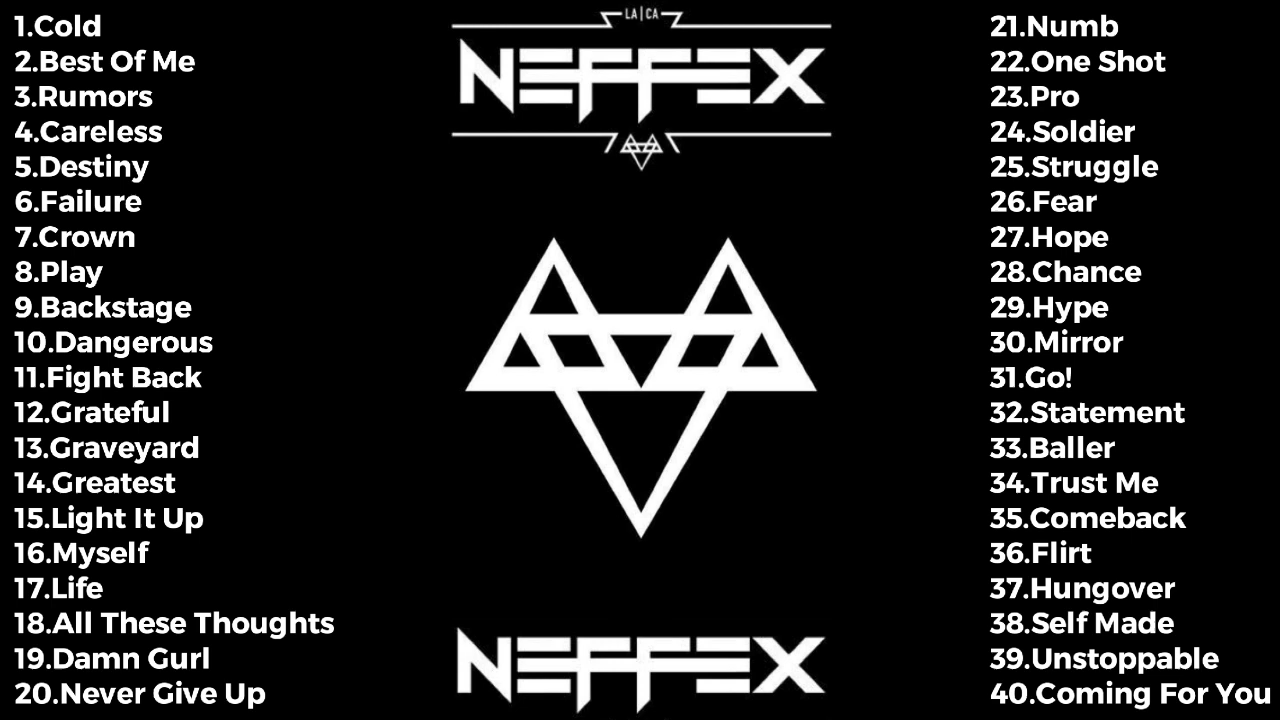 1.Cold
2.Best Of Me
3.Rumors
4.Careless
5.Destiny
6.Failure
7.Crown
8.Play
9.Backstage
10.Dangerous
11.Fight Back
12.Grateful
13.Graveyard
14.Greatest
15.Light It Up
16.Myself
17.Life
18.All These Thoughts
19.Damn Gurl
20.Never Give Up
LA|CA
NEFFEX
NEFFEX
21.Numb
22.One Shot
23.Pro
24.Soldier
25.Struggle
26.Fear
27.Hope
28.Chance
29.Hype
30.Mirror
31.Go!
32.Statement
33.Baller
34.Trust Me
35.Comeback
36.Flirt
37.Hungover
38.Self Made
39.Unstoppable
40.Coming For You